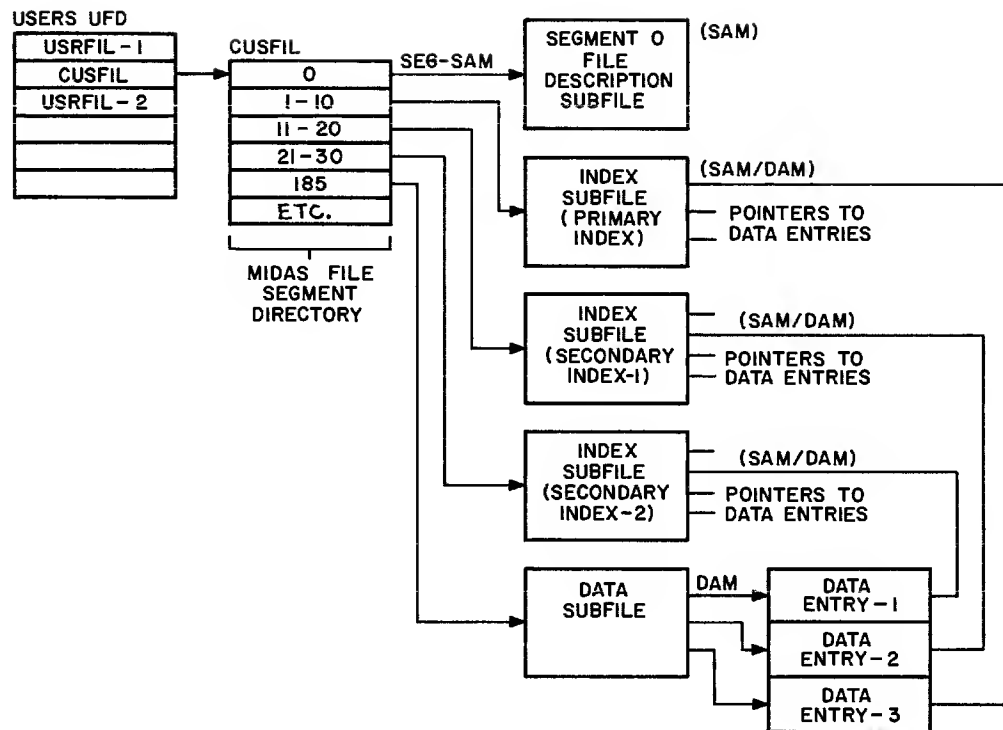 USERS UFD
USRFIL-1
CUSFIL
USRFIL-2
CUSFIL
0
1-10
11-20
21-30
185
ETC.
MIDAS FILE
SEGMENT
DIRECTORY
SEG-SAM
SEGMENT 0
FILE
DESCRIPTION
SUBFILE
(SAM)
INDEX
SUBFILE
(PRIMARY
INDEX)
(SAM/DAM)
POINTERS TO
DATA ENTRIES
INDEX
SUBFILE
(SECONDARY
INDEX-1)
(SAM/DAM)
POINTERS TO
DATA ENTRIES
INDEX
SUBFILE
(SECONDARY
INDEX-2)
(SAM/DAM)
POINTERS TO
DATA ENTRIES
DATA
SUBFILE
DAM
DATA
ENTRY-1
DATA
ENTRY-2
DATA
ENTRY-3